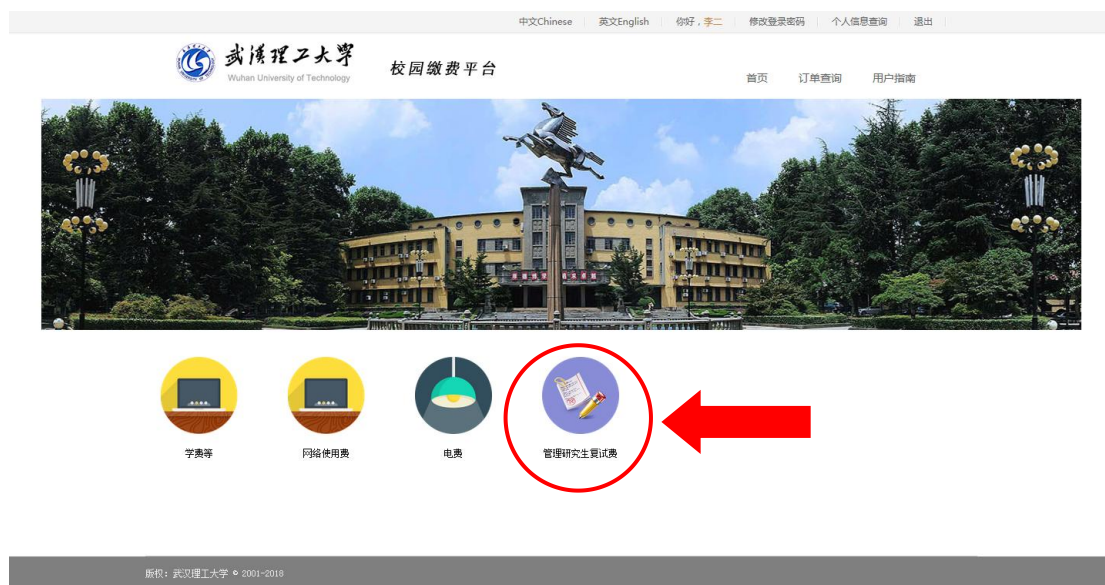 中文Chinese 英文English 你好，李二 修改登录密码 个人信息查询 退出
武汉理工大学
Wuhan University of Technology
校园缴费平台
首页 订单查询 用户指南
学费等 网络使用费 电费 管理研究生复试费
版权：武汉理工大学 © 2001-2018